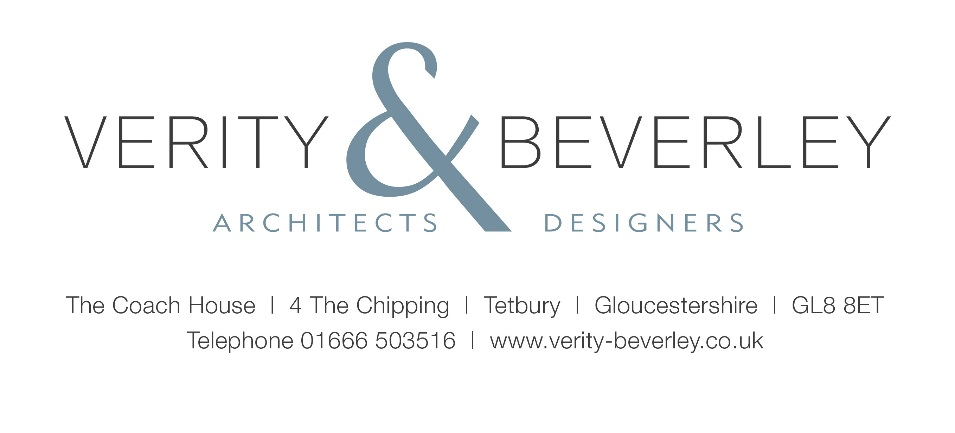 VERITY & BEVERLEY
ARCHITECTS DESIGNERS
The Coach House | 4 The Chipping | Tetbury | Gloucestershire | GL8 8ET
Telephone 01666 503516 | www.verity-beverley.co.uk